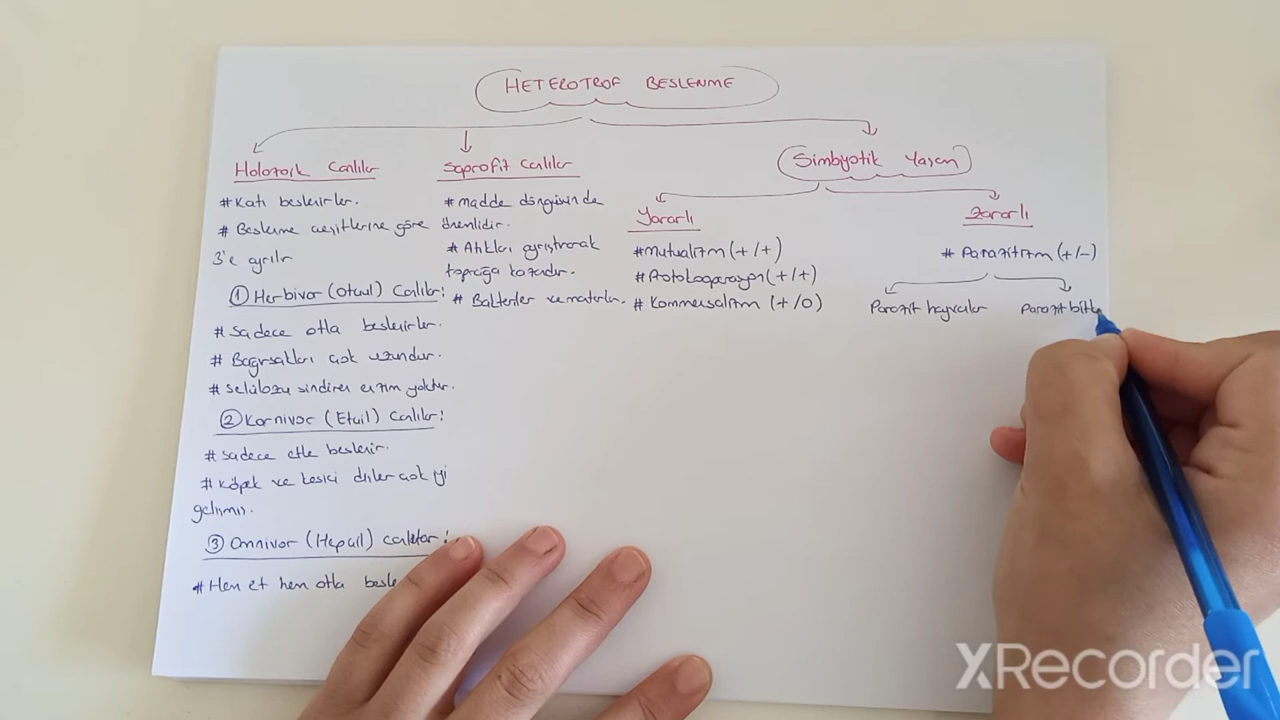 HETEROTROF BESLENME
Holozoik Canlılar
# Katı beslenirler.
# Beslenme çeşitlerine göre
3'e ayrılır
① Herbivor (Otçul) Canlılar:
# Sadece otla beslenirler.
# Bağırsakları çok uzundur.
# Selülozu sindiren enzim yoktur.
② Karnivor (Etçil) Canlılar:
# Sadece etle beslenir.
# Köpek ve kesici dişler çok iyi
gelişmiş.
③ Omnivor (Hepçil) canlılar:
# Hem et hem otla besle
Saprofit Canlılar
# Madde döngüsünde
önemlidir.
# Atıkları ayrıştırarak
toprağa kazandır.
# Bakteriler ve mantarlar.
Simbiyotik Yaşam
Yararlı
# Mutualizm (+/+)
# Protokooperasyon (+/+)
# Kommensalizm (+/0)
Zararlı
# Parazitizm (+/-)
Parazit hayvanlar
Parazit bitk
XRecorder